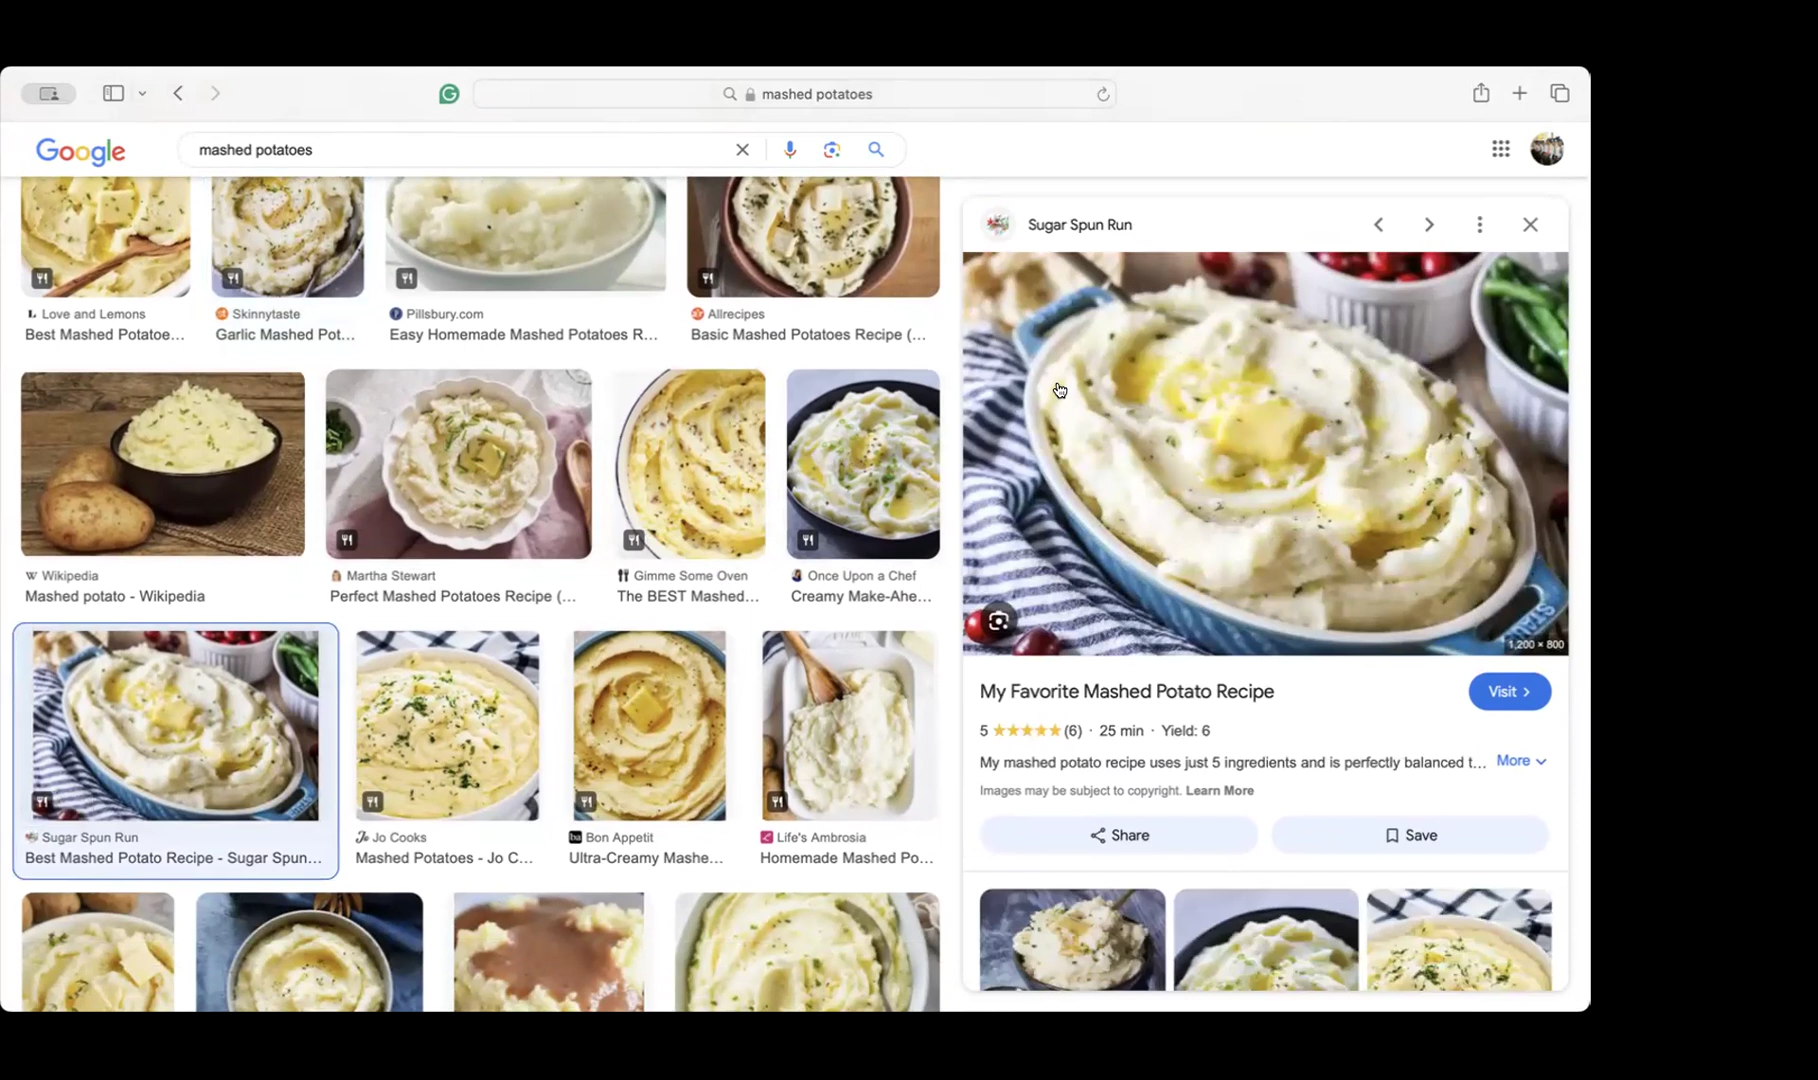 mashed potatoes
Google
mashed potatoes
Love and Lemons
Best Mashed Potatoe...
Skinnytaste
Garlic Mashed Pot...
Pillsbury.com
Easy Homemade Mashed Potatoes R...
Allrecipes
Basic Mashed Potatoes Recipe (...
W Wikipedia
Mashed potato - Wikipedia
Martha Stewart
Perfect Mashed Potatoes Recipe (...
Gimme Some Oven
The BEST Mashed...
Once Upon a Chef
Creamy Make-Ahe...
Sugar Spun Run
Best Mashed Potato Recipe - Sugar Spun...
Jo Cooks
Mashed Potatoes - Jo C...
ba Bon Appetit
Ultra-Creamy Mashe...
Life's Ambrosia
Homemade Mashed Po...
Sugar Spun Run
STAUB
1,200 × 800
My Favorite Mashed Potato Recipe
Visit >
5 ★★★★★ (6) · 25 min · Yield: 6
My mashed potato recipe uses just 5 ingredients and is perfectly balanced t... More
Images may be subject to copyright. Learn More
Share
Save